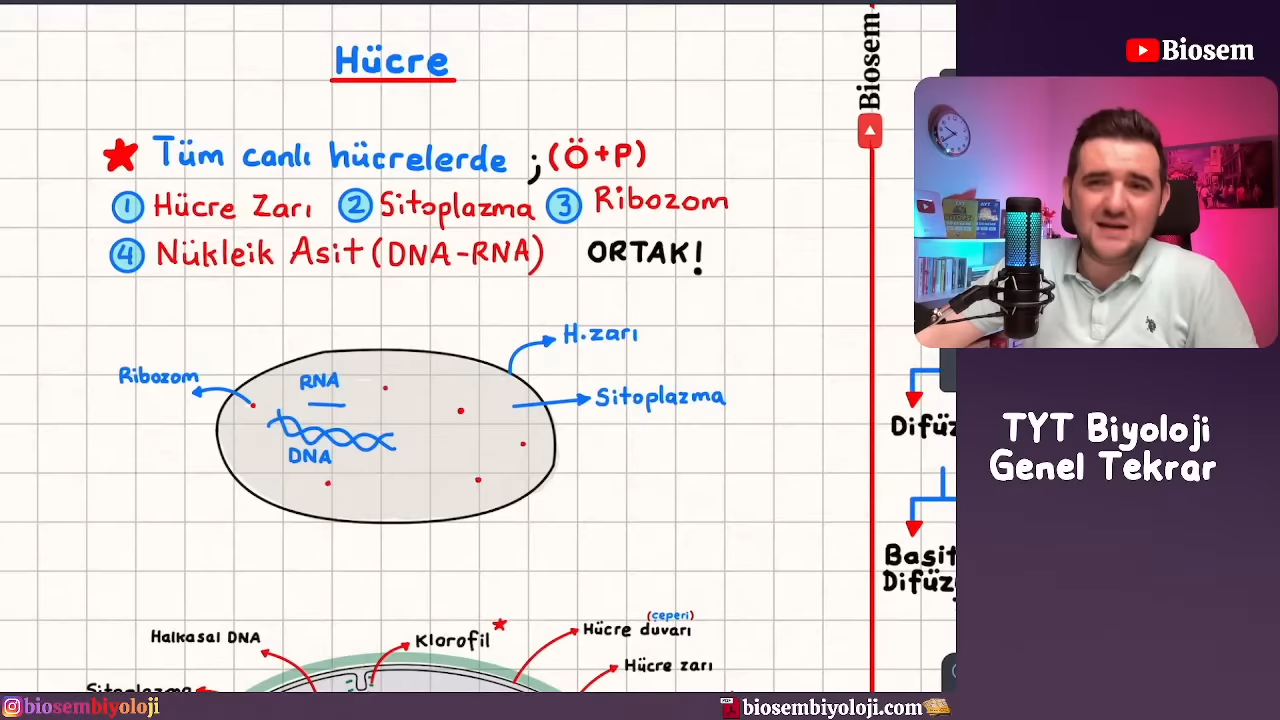 Hücre
Tüm canlı hücrelerde ; (Ö+P)
1 Hücre Zarı 2 Sitoplazma 3 Ribozom
4 Nükleik Asit (DNA-RNA) ORTAK!
H.zarı
Ribozom
RNA
Sitoplazma
DNA
(çeperi)
Halkasal DNA
Klorofil
Hücre duvarı
Hücre zarı
Sitoplazma
Biosem
Difüz
Basit
Difüz
Biosem
TYT Biyoloji
Genel Tekrar
biosembiyoloji
biosembiyoloji.com